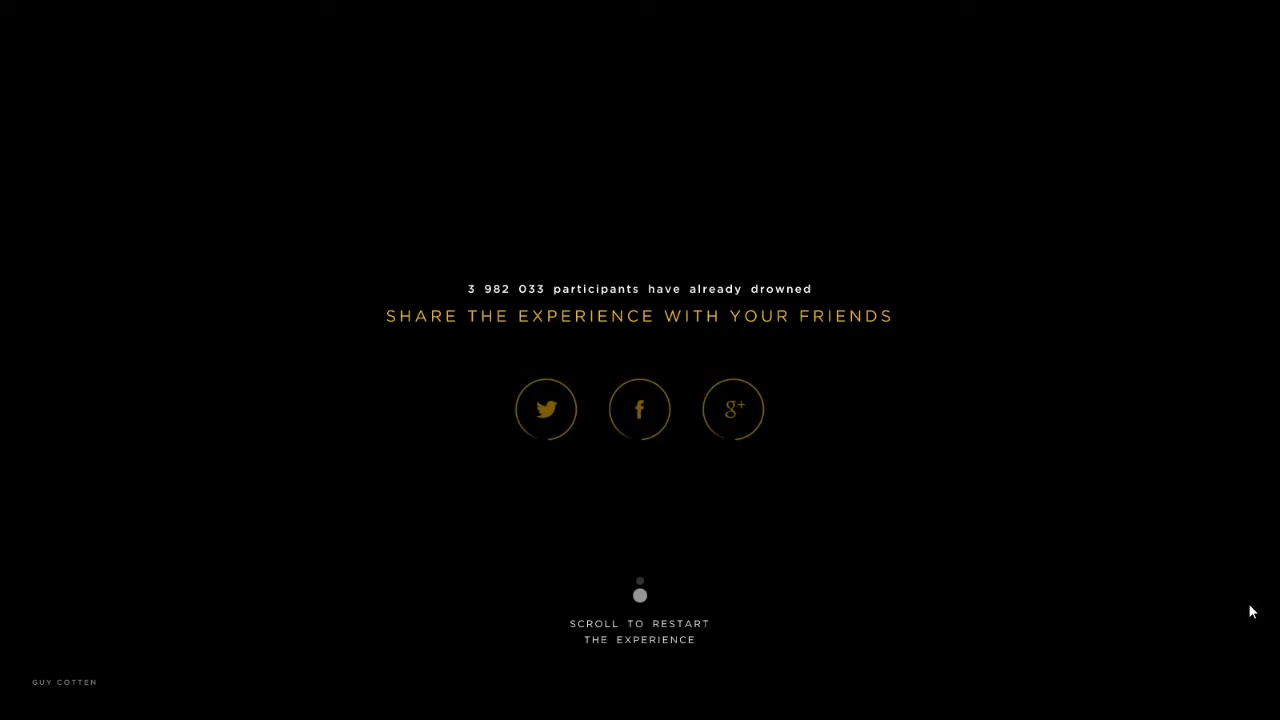 3 982 033 participants have already drowned
SHARE THE EXPERIENCE WITH YOUR FRIENDS
f
g+
SCROLL TO RESTART
THE EXPERIENCE
GUY COTTEN